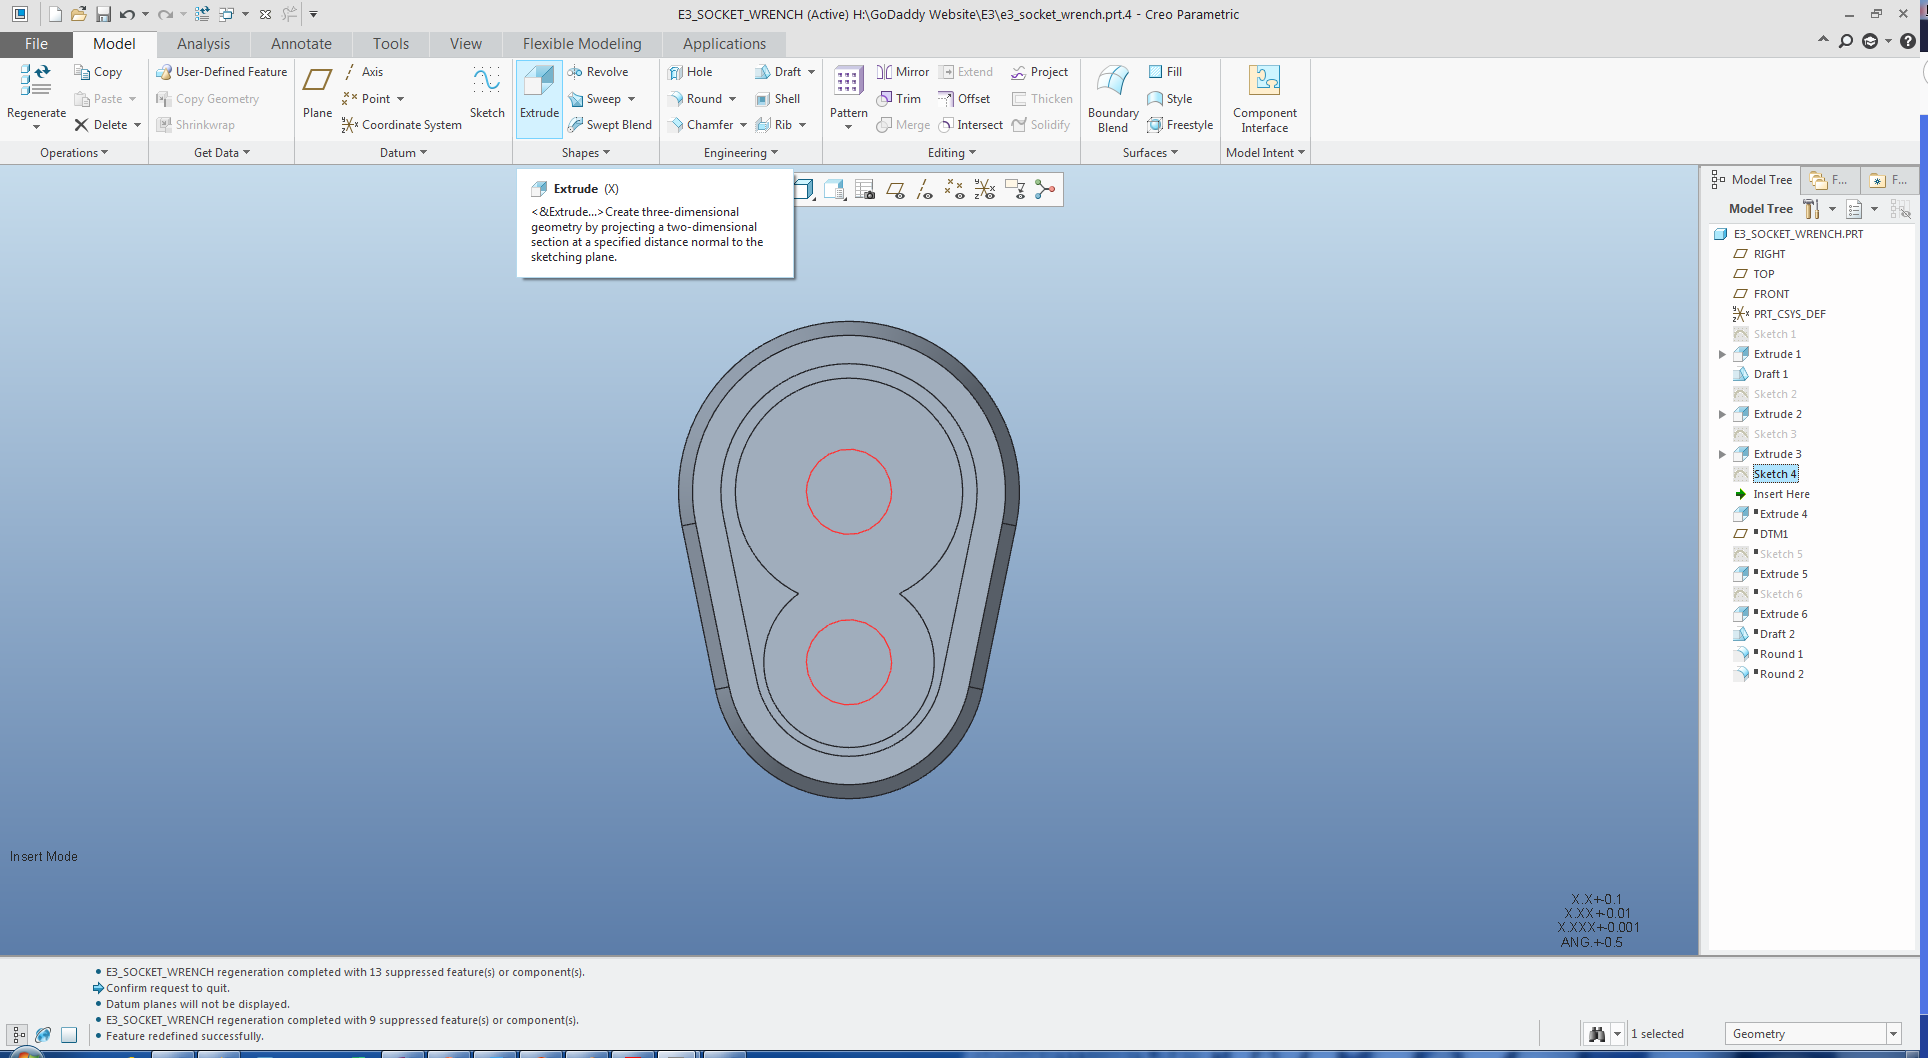 E3_SOCKET_WRENCH (Active) H:\GoDaddy Website\E3\e3_socket_wrench.prt.4 - Creo Parametric
File Model Analysis Annotate Tools View Flexible Modeling Applications
Regenerate
Copy
Paste
Delete
Operations
User-Defined Feature
Copy Geometry
Shrinkwrap
Get Data
Plane
Axis
Point
Coordinate System
Sketch
Datum
Extrude
Revolve
Sweep
Swept Blend
Shapes
Hole
Draft
Round
Shell
Chamfer
Rib
Engineering
Pattern
Mirror
Extend
Project
Trim
Offset
Thicken
Merge
Intersect
Solidify
Editing
Boundary
Blend
Fill
Style
Freestyle
Surfaces
Component
Interface
Model Intent
Extrude (X)
<&Extrude...>Create three-dimensional
geometry by projecting a two-dimensional
section at a specified distance normal to the
sketching plane.
Model Tree
F...
F...
Model Tree
E3_SOCKET_WRENCH.PRT
RIGHT
TOP
FRONT
PRT_CSYS_DEF
Sketch 1
Extrude 1
Draft 1
Sketch 2
Extrude 2
Sketch 3
Extrude 3
Sketch 4
Insert Here
Extrude 4
DTM1
Sketch 5
Extrude 5
Sketch 6
Extrude 6
Draft 2
Round 1
Round 2
Insert Mode
X.X+-0.1
X.XX+-0.01
X.XXX+-0.001
ANG.+-0.5
E3_SOCKET_WRENCH regeneration completed with 13 suppressed feature(s) or component(s).
Confirm request to quit.
Datum planes will not be displayed.
E3_SOCKET_WRENCH regeneration completed with 9 suppressed feature(s) or component(s).
Feature redefined successfully.
1 selected
Geometry